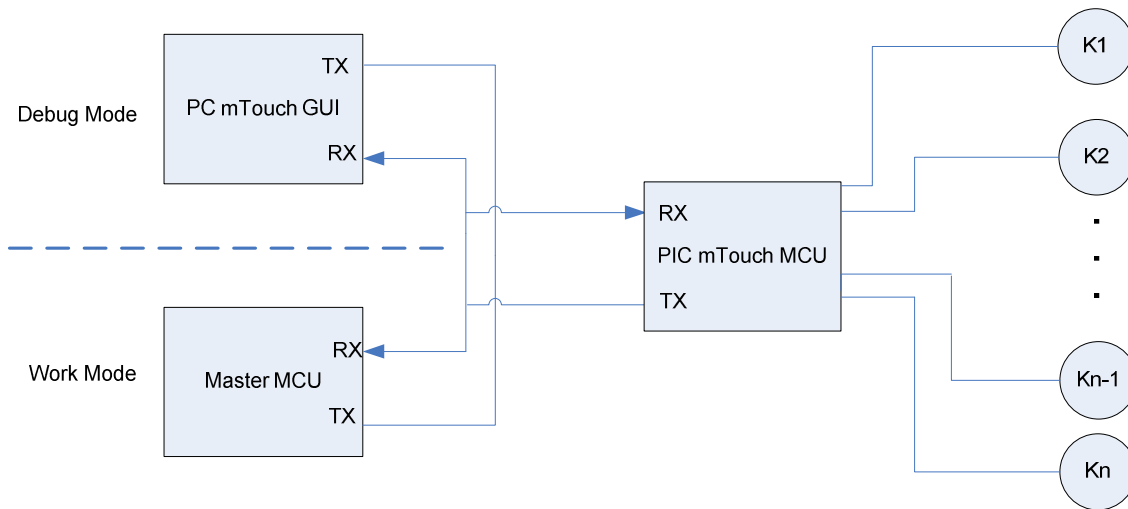 Debug Mode
TX
PC mTouch GUI
RX
Work Mode
RX
Master MCU
TX
RX
PIC mTouch MCU
TX
K1
K2
Kn-1
Kn